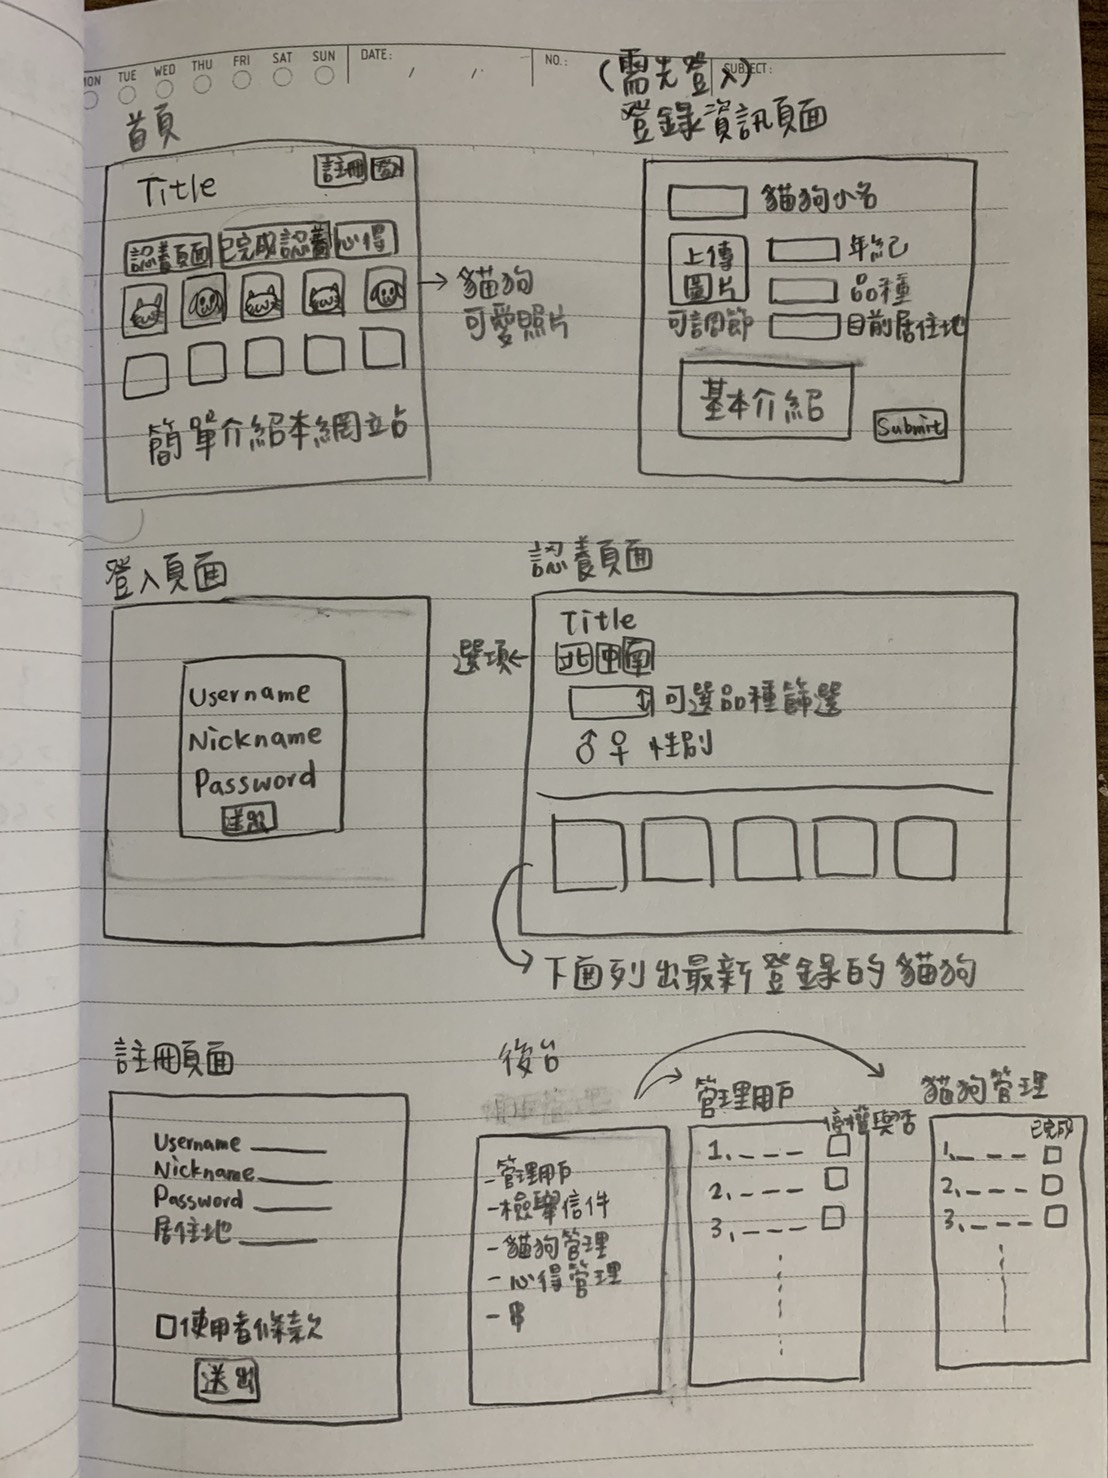 MON TUE WED THU FRI SAT SUN DATE: / / NO.: SUBJECT:
首頁
Title
註冊 登入
認養頁面 已完成認養 心得
貓狗
可愛照片
簡單介紹本網站
(需先登入)
登錄資訊頁面
貓狗小名
上傳
圖片
可調節
年紀
品種
目前居住地
基本介紹
Submit
登入頁面
Username
Nickname
Password
送出
認養頁面
Title
選項
北 中 南
可選品種篩選
♂ ♀ 性別
下面列出最新登錄的貓狗
註冊頁面
Username
Nickname
Password
居住地
使用者條款
送出
後台
-管理用戶
-檢舉信件
-貓狗管理
-心得管理
管理用戶
停權與否
1.
2.
3.
貓狗管理
已完成
1.
2.
3.